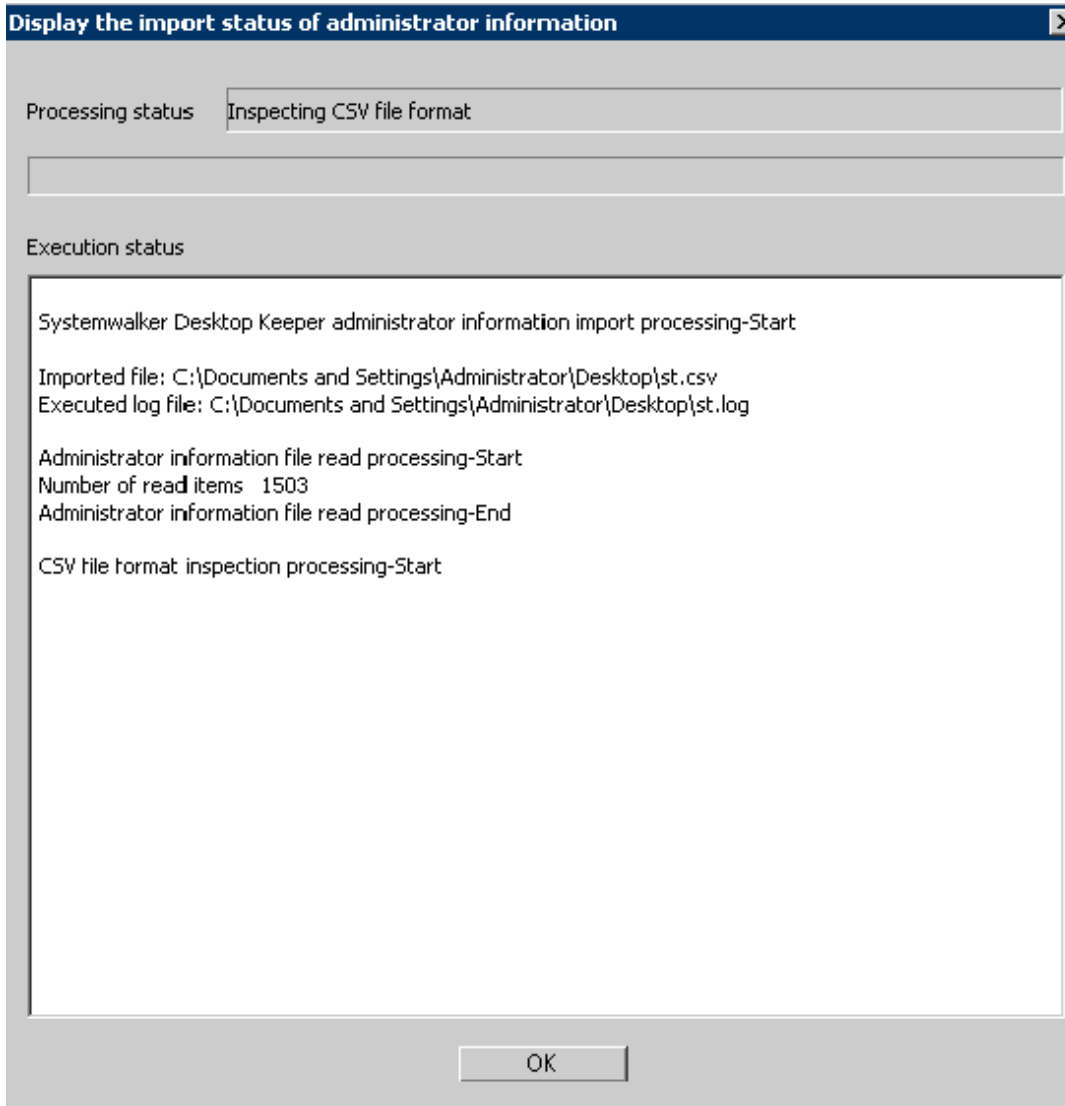 Display the import status of administrator information
Processing status Inspecting CSV file format
Execution status
Systemwalker Desktop Keeper administrator information import processing-Start
Imported file: C:\Documents and Settings\Administrator\Desktop\st.csv
Executed log file: C:\Documents and Settings\Administrator\Desktop\st.log
Administrator information file read processing-Start
Number of read items 1503
Administrator information file read processing-End
CSV file format inspection processing-Start
OK